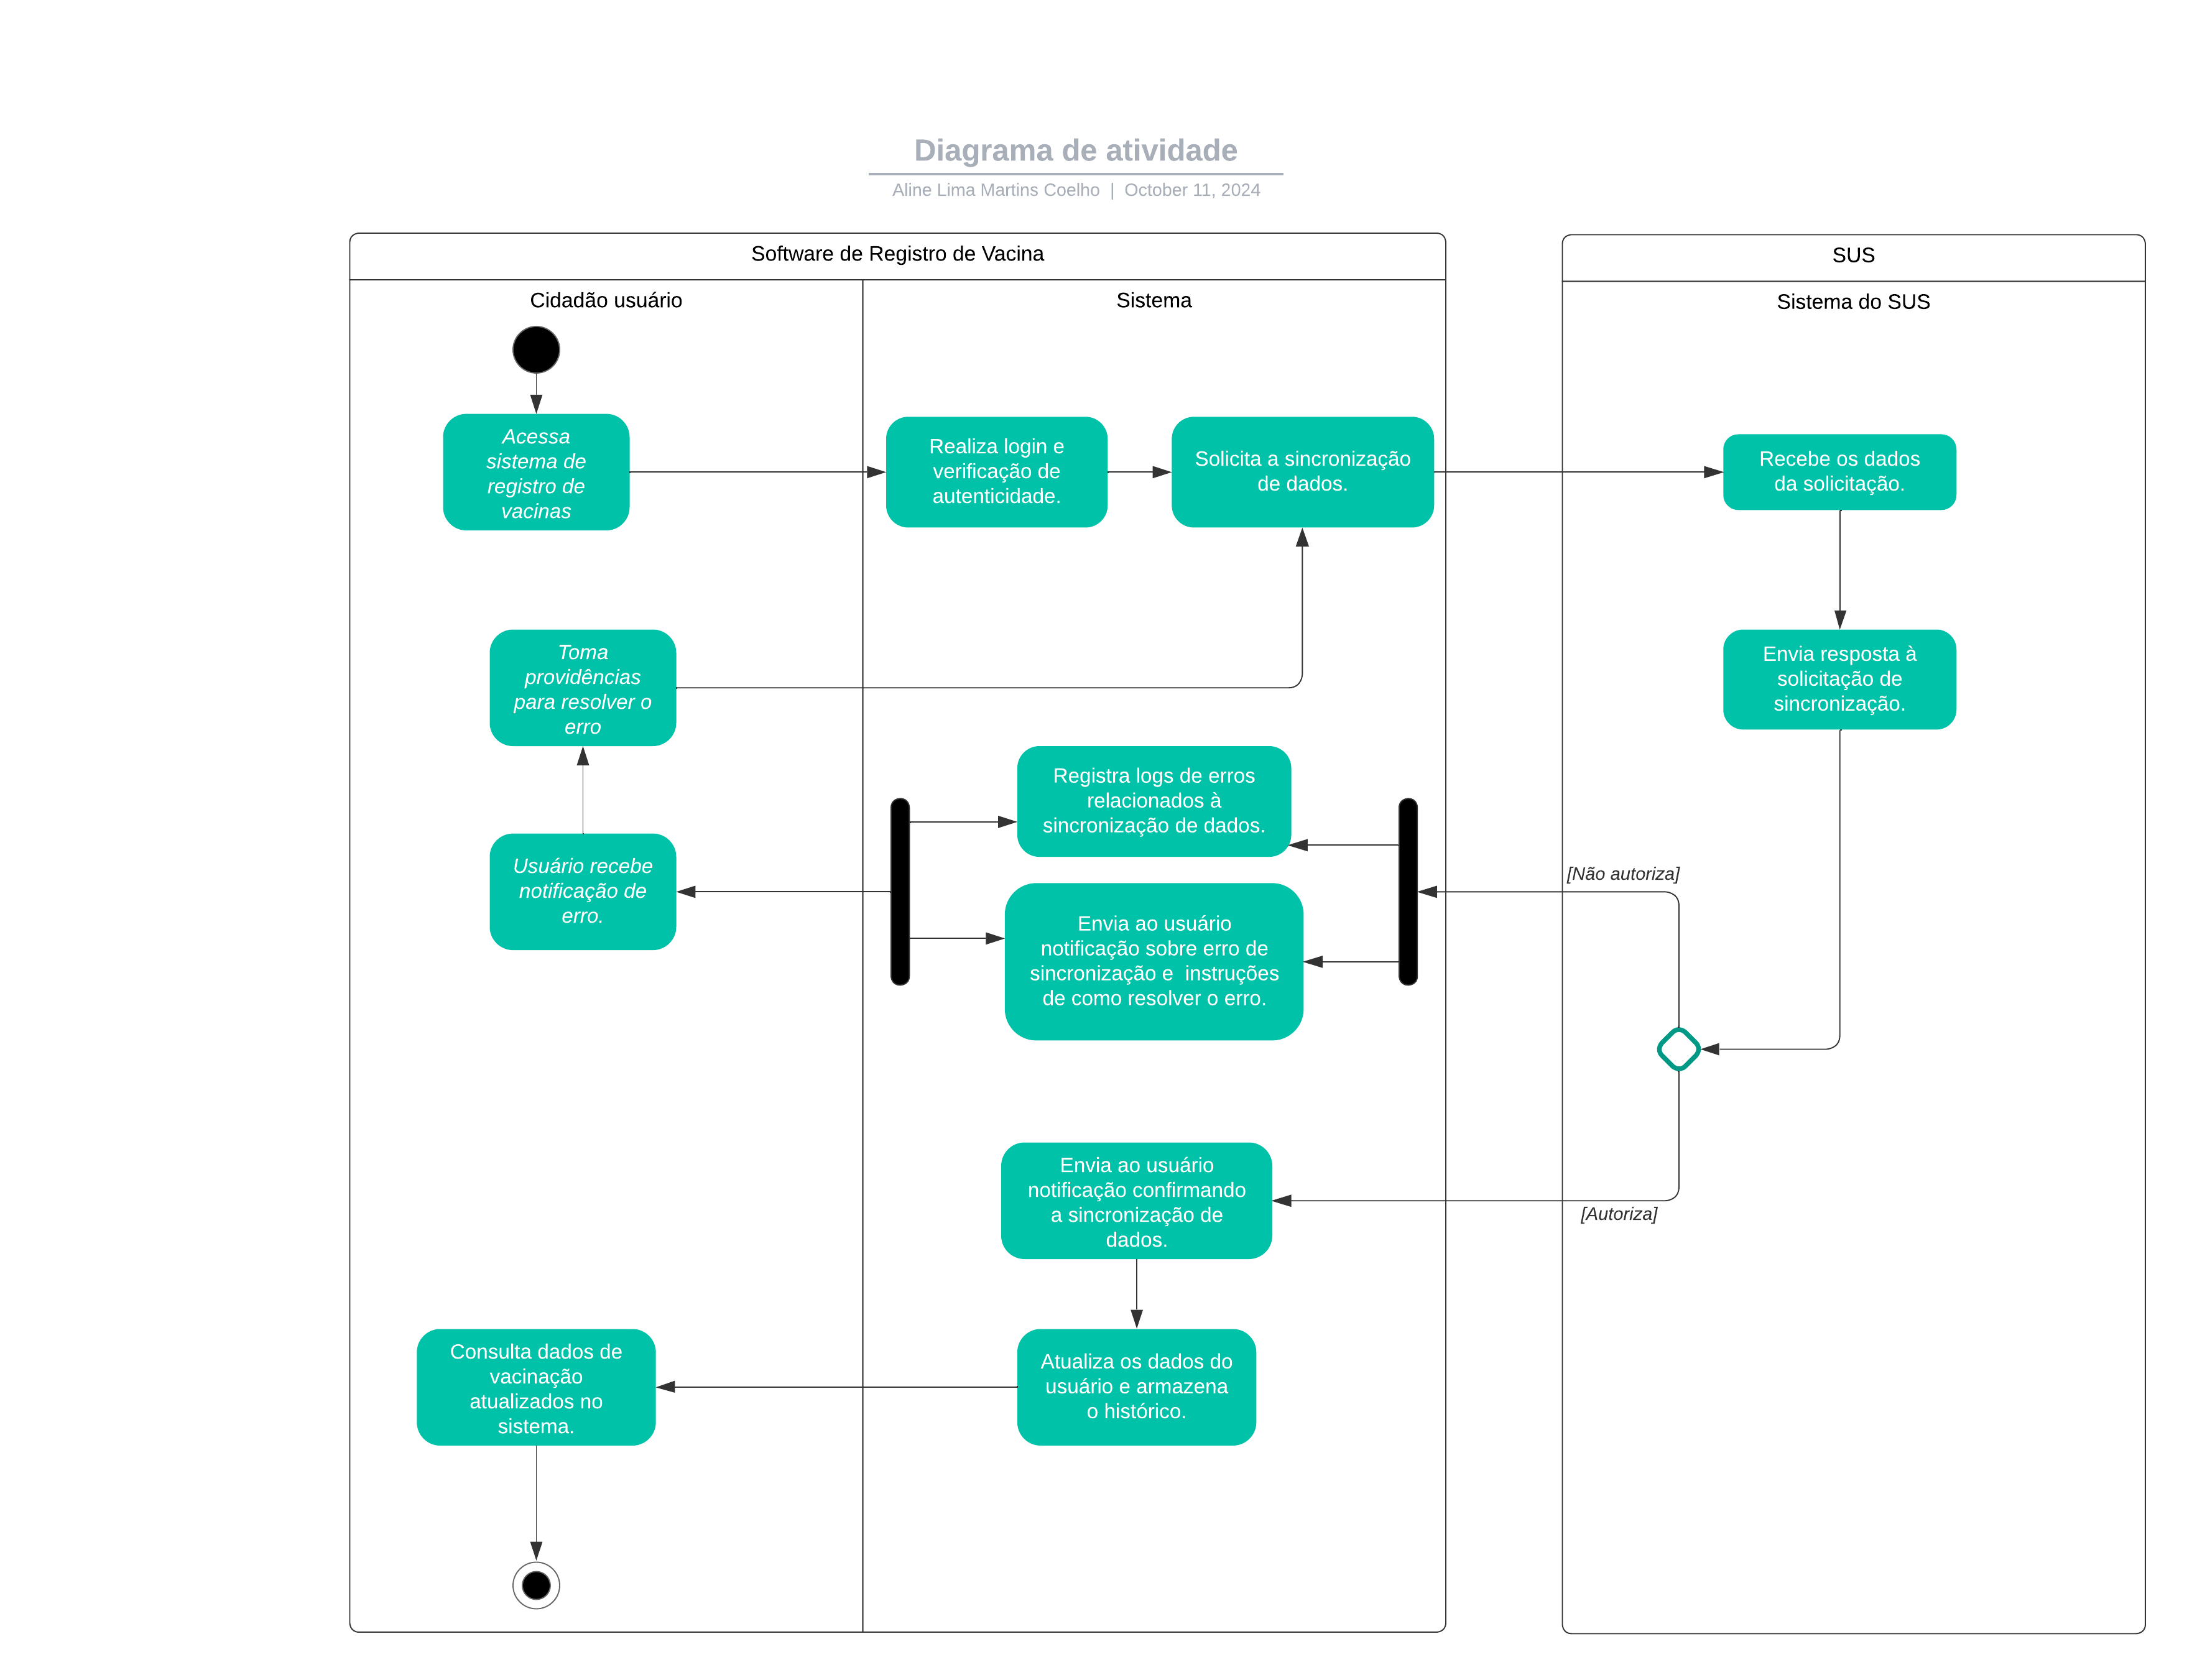 Diagrama de atividade
Aline Lima Martins Coelho | October 11, 2024
Software de Registro de Vacina
SUS
Cidadão usuário
Sistema
Sistema do SUS
Acessa
sistema de
registro de
vacinas
Realiza login e
verificação de
autenticidade.
Solicita a sincronização
de dados.
Recebe os dados
da solicitação.
Toma
providências
para resolver o
erro
Envia resposta à
solicitação de
sincronização.
Registra logs de erros
relacionados à
sincronização de dados.
Usuário recebe
notificação de
erro.
[Não autoriza]
Envia ao usuário
notificação sobre erro de
sincronização e  instruções
de como resolver o erro.
Envia ao usuário
notificação confirmando
a sincronização de
dados.
[Autoriza]
Consulta dados de
vacinação
atualizados no
sistema.
Atualiza os dados do
usuário e armazena
o histórico.